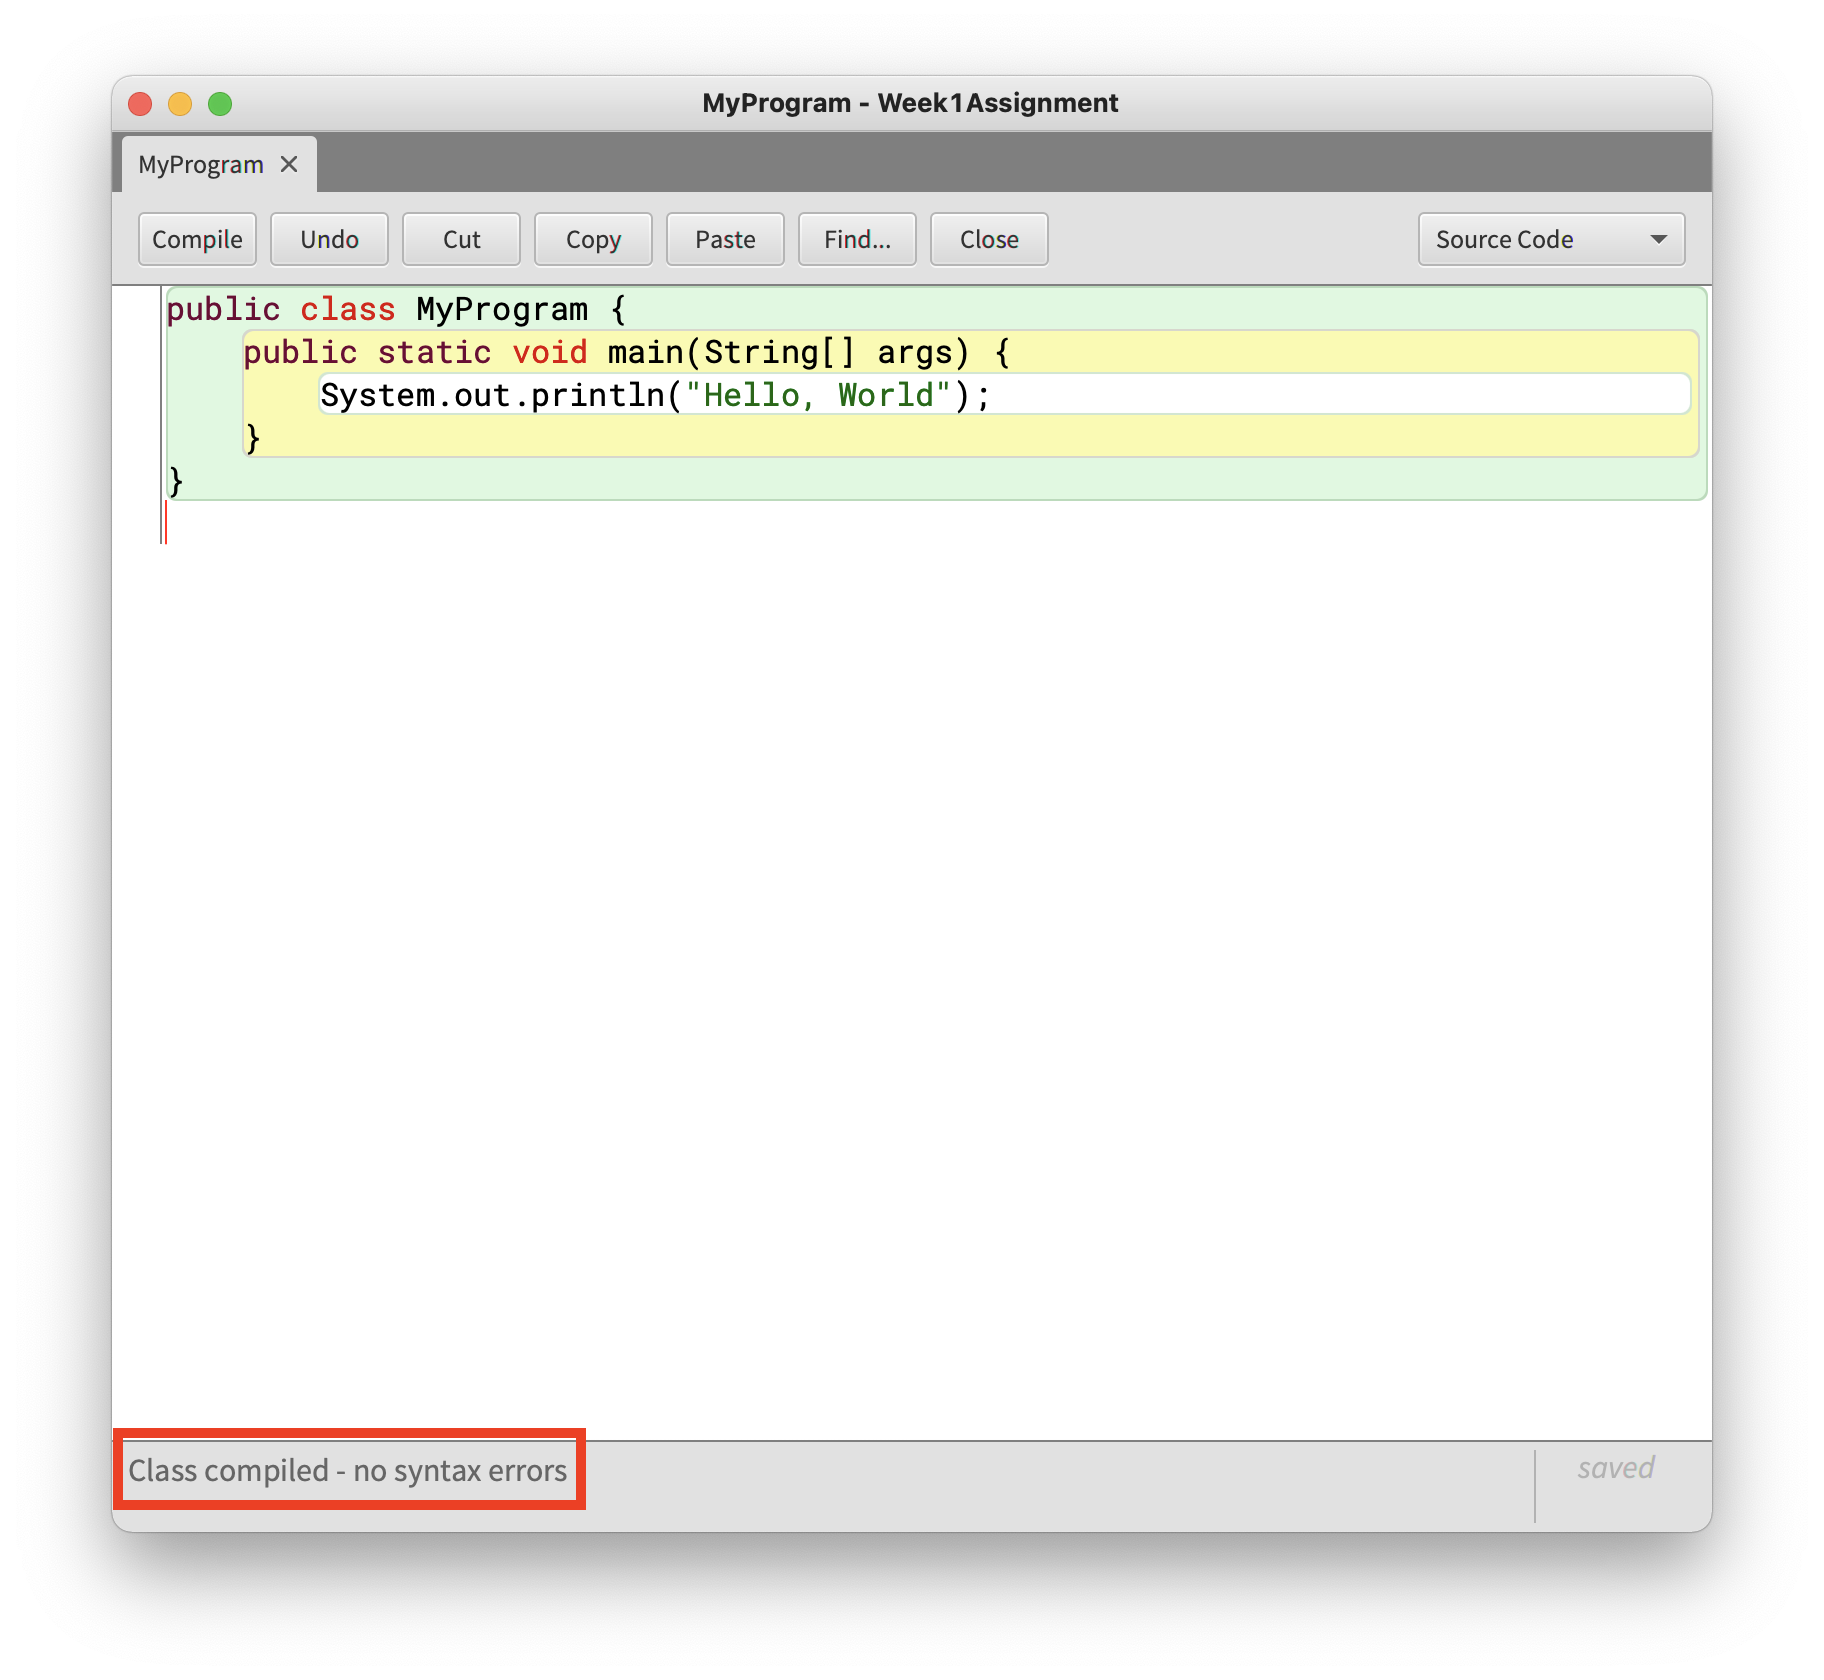 MyProgram - Week1Assignment
MyProgram
Compile Undo Cut Copy Paste Find... Close Source Code
public class MyProgram {
    public static void main(String[] args) {
        System.out.println("Hello, World");
    }
}
Class compiled - no syntax errors saved